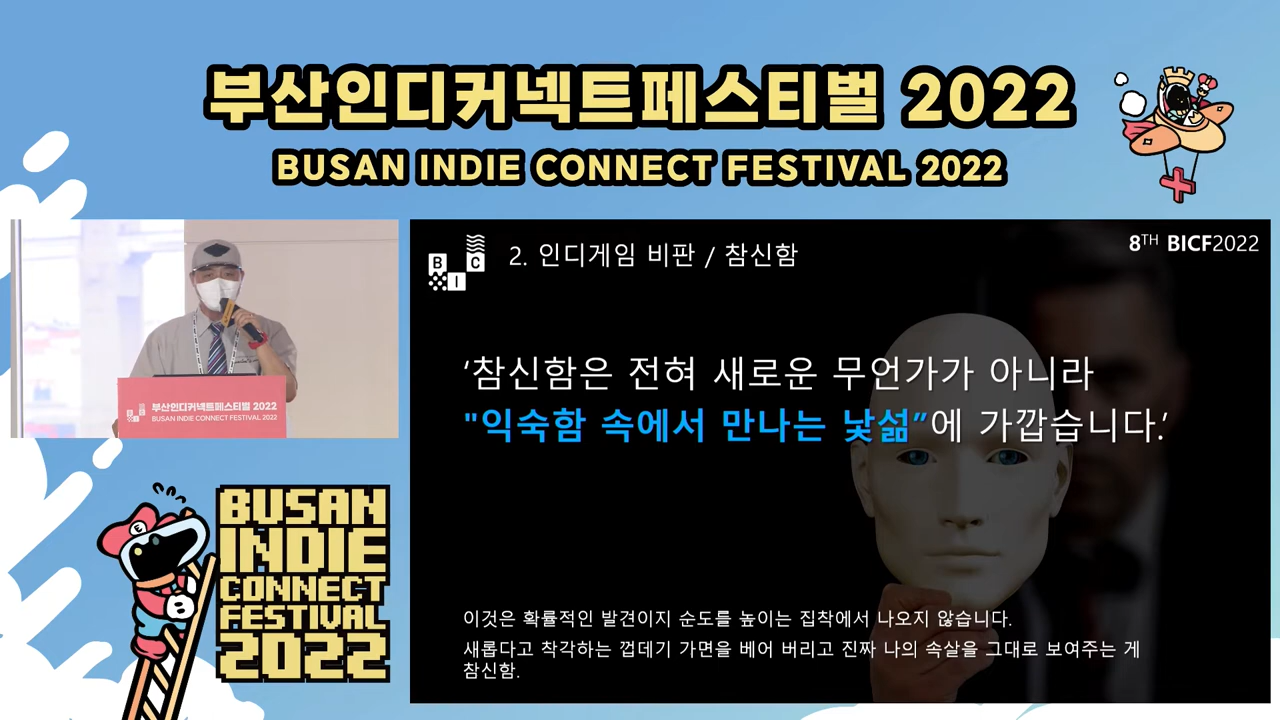 부산인디커넥트페스티벌 2022
BUSAN INDIE CONNECT FESTIVAL 2022
B C I
2. 인디게임 비판 / 참신함
8TH BICF2022
‘참신함은 전혀 새로운 무언가가 아니라
"익숙함 속에서 만나는 낯섦”에 가깝습니다.’
이것은 확률적인 발견이지 순도를 높이는 집착에서 나오지 않습니다.
새롭다고 착각하는 껍데기 가면을 베어 버리고 진짜 나의 속살을 그대로 보여주는 게
참신함.
부산인디커넥트페스티벌 2022
BUSAN INDIE CONNECT FESTIVAL 2022
BUSAN
INDIE
CONNECT
FESTIVAL
2022